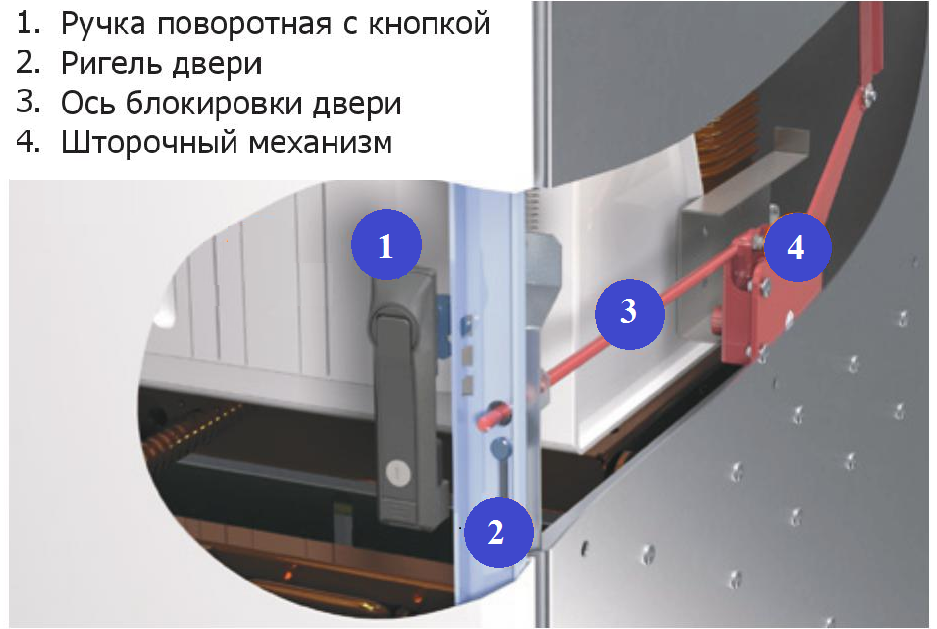 1. Ручка поворотная с кнопкой
2. Ригель двери
3. Ось блокировки двери
4. Шторочный механизм
1
4
3
2